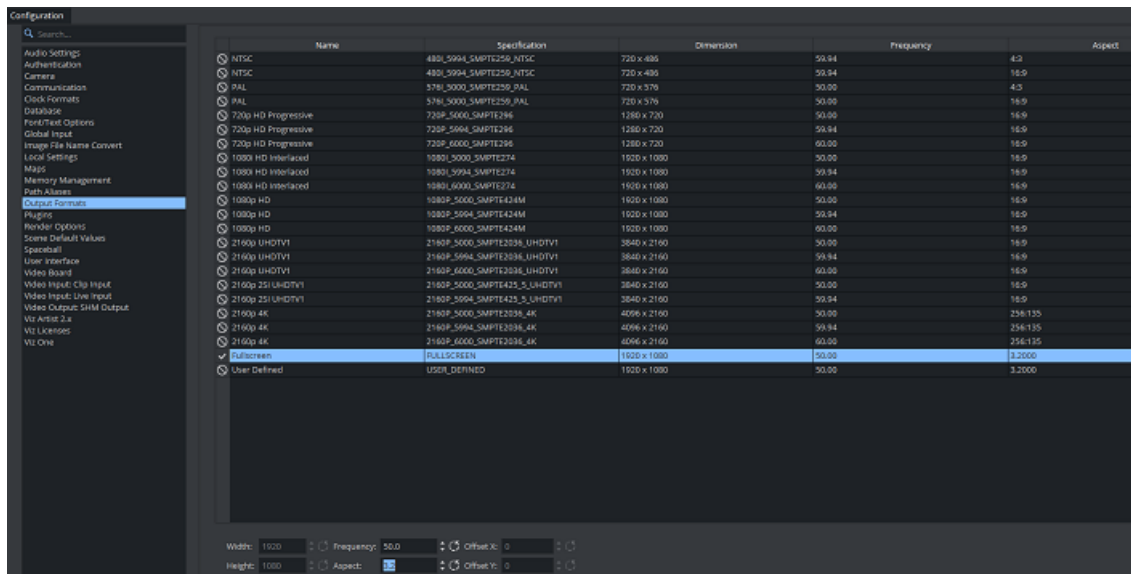 Configuration
Search...
Audio Settings
Authentication
Camera
Communication
Clock Formats
Database
Font/Text Options
Global Input
Image File Name Convert
Local Settings
Maps
Memory Management
Path Aliases
Output Formats
Plugins
Render Options
Scene Default Values
Spaceball
User Interface
Video Board
Video Input: Clip Input
Video Input: Live Input
Video Output: SHM Output
Viz Artist 2.x
Viz Licenses
Viz One
Name Specification Dimension Frequency Aspect
NTSC 480I_5994_SMPTE259_NTSC 720 x 486 59.94 4:3
NTSC 480I_5994_SMPTE259_NTSC 720 x 486 59.94 16:9
PAL 576I_5000_SMPTE259_PAL 720 x 576 50.00 4:3
PAL 576I_5000_SMPTE259_PAL 720 x 576 50.00 16:9
720p HD Progressive 720P_5000_SMPTE296 1280 x 720 50.00 16:9
720p HD Progressive 720P_5994_SMPTE296 1280 x 720 59.94 16:9
720p HD Progressive 720P_6000_SMPTE296 1280 x 720 60.00 16:9
1080i HD Interlaced 1080I_5000_SMPTE274 1920 x 1080 50.00 16:9
1080i HD Interlaced 1080I_5994_SMPTE274 1920 x 1080 59.94 16:9
1080i HD Interlaced 1080I_6000_SMPTE274 1920 x 1080 60.00 16:9
1080p HD 1080P_5000_SMPTE424M 1920 x 1080 50.00 16:9
1080p HD 1080P_5994_SMPTE424M 1920 x 1080 59.94 16:9
1080p HD 1080P_6000_SMPTE424M 1920 x 1080 60.00 16:9
2160p UHDTV1 2160P_5000_SMPTE2036_UHDTV1 3840 x 2160 50.00 16:9
2160p UHDTV1 2160P_5994_SMPTE2036_UHDTV1 3840 x 2160 59.94 16:9
2160p UHDTV1 2160P_6000_SMPTE2036_UHDTV1 3840 x 2160 60.00 16:9
2160p 2SI UHDTV1 2160P_5000_SMPTE425_5_UHDTV1 3840 x 2160 50.00 16:9
2160p 2SI UHDTV1 2160P_5994_SMPTE425_5_UHDTV1 3840 x 2160 59.94 16:9
2160p 4K 2160P_5000_SMPTE2036_4K 4096 x 2160 50.00 256:135
2160p 4K 2160P_5994_SMPTE2036_4K 4096 x 2160 59.94 256:135
2160p 4K 2160P_6000_SMPTE2036_4K 4096 x 2160 60.00 256:135
Fullscreen FULLSCREEN 1920 x 1080 50.00 3.2000
User Defined USER_DEFINED 1920 x 1080 50.00 3.2000
Width: 1920 Frequency: 50.0 Offset X: 0
Height: 1080 Aspect: 3.2 Offset Y: 0